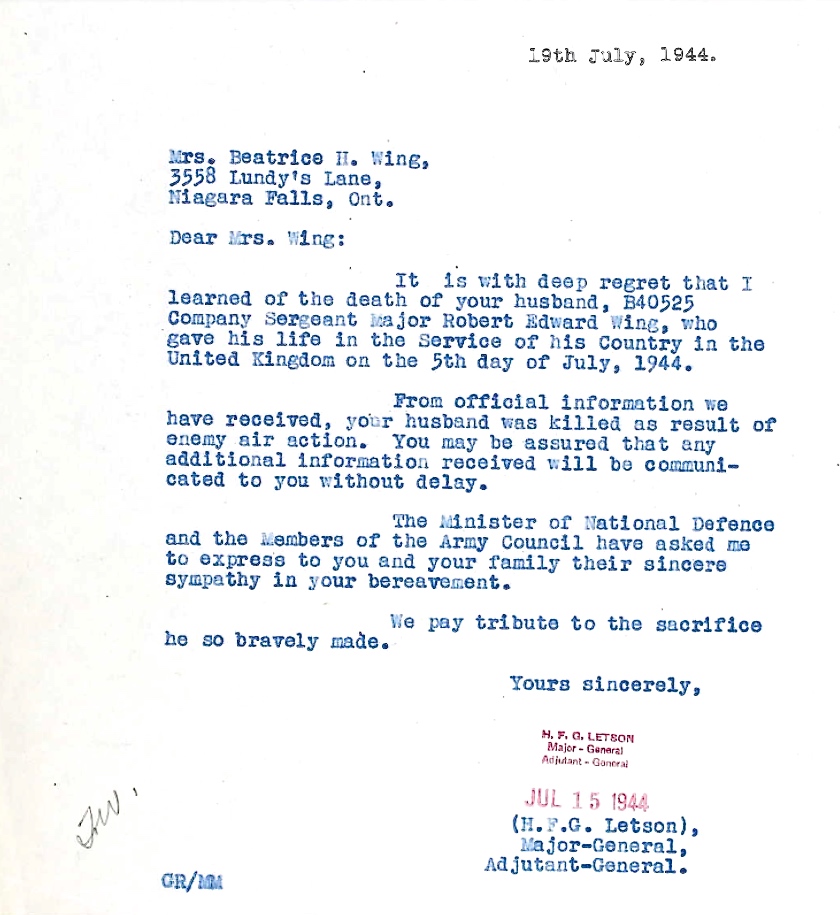 19th July, 1944.
Mrs. Beatrice H. Wing,
3558 Lundy's Lane,
Niagara Falls, Ont.
Dear Mrs. Wing:
It is with deep regret that I
learned of the death of your husband, B40525
Company Sergeant Major Robert Edward Wing, who
gave his life in the Service of his Country in the
United Kingdom on the 5th day of July, 1944.
From official information we
have received, your husband was killed as result of
enemy air action. You may be assured that any
additional information received will be communi-
cated to you without delay.
The Minister of National Defence
and the Members of the Army Council have asked me
to express to you and your family their sincere
sympathy in your bereavement.
We pay tribute to the sacrifice
he so bravely made.
Yours sincerely,
H. F. G. LETSON
Major - General
Adjutant - General
JUL 15 1944
(H.F.G. Letson),
Major-General,
Adjutant-General.
GR/MM